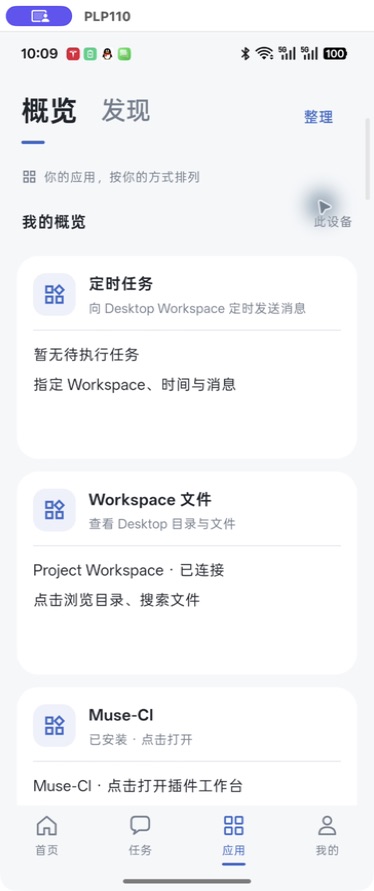 PLP110
10:09
5G 5G 100
概览 发现
整理
你的应用，按你的方式排列
我的概览
此设备
定时任务
向 Desktop Workspace 定时发送消息
暂无待执行任务
指定 Workspace、时间与消息
Workspace 文件
查看 Desktop 目录与文件
Project Workspace · 已连接
点击浏览目录、搜索文件
Muse-CI
已安装 · 点击打开
Muse-CI · 点击打开插件工作台
首页 任务 应用 我的